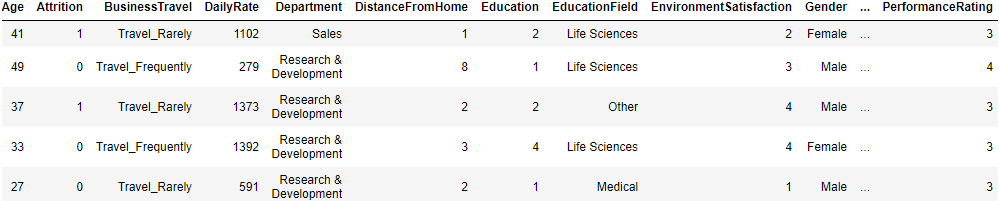 Age Attrition BusinessTravel DailyRate Department DistanceFromHome Education EducationField EnvironmentSatisfaction Gender ... PerformanceRating
41 1 Travel_Rarely 1102 Sales 1 2 Life Sciences 2 Female ... 3
49 0 Travel_Frequently 279 Research & Development 8 1 Life Sciences 3 Male ... 4
37 1 Travel_Rarely 1373 Research & Development 2 2 Other 4 Male ... 3
33 0 Travel_Frequently 1392 Research & Development 3 4 Life Sciences 4 Female ... 3
27 0 Travel_Rarely 591 Research & Development 2 1 Medical 1 Male ... 3